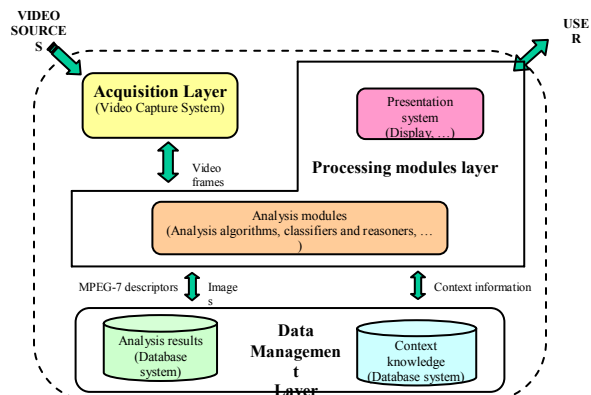 VIDEO
SOURCE
S
USE
R
Acquisition Layer
(Video Capture System)
Presentation
system
(Display, …)
Video
frames
Processing modules layer
Analysis modules
(Analysis algorithms, classifiers and reasoners, …
)
MPEG-7 descriptors
Image
s
Context information
Analysis results
(Database
system)
Data
Managemen
t
Layer
Context
knowledge
(Database system)